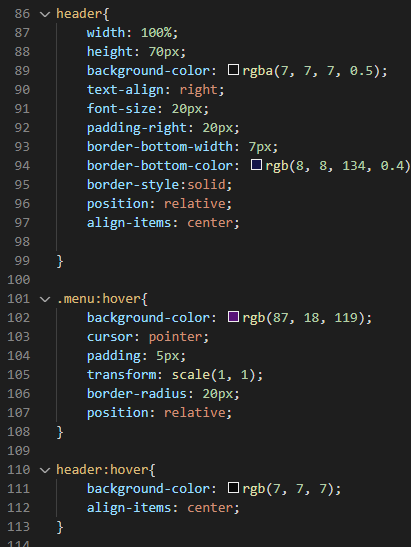 86 header{
87 width: 100%;
88 height: 70px;
89 background-color: rgba(7, 7, 7, 0.5);
90 text-align: right;
91 font-size: 20px;
92 padding-right: 20px;
93 border-bottom-width: 7px;
94 border-bottom-color: rgb(8, 8, 134, 0.4)
95 border-style:solid;
96 position: relative;
97 align-items: center;
98
99 }
100
101 .menu:hover{
102 background-color: rgb(87, 18, 119);
103 cursor: pointer;
104 padding: 5px;
105 transform: scale(1, 1);
106 border-radius: 20px;
107 position: relative;
108 }
109
110 header:hover{
111 background-color: rgb(7, 7, 7);
112 align-items: center;
113 }
114